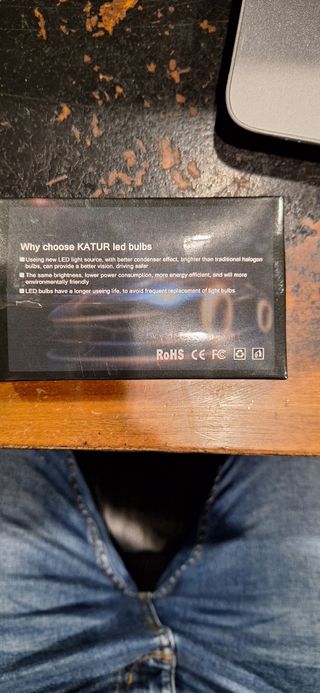 Why choose KATUR led bulbs
Useing new LED light source, with better condenser effect, brighter than traditional halogen
bulbs, can provide a better vision, driving safer
The same brightness, lower power consumption, more energy efficient, and will more
environmentally friendly
LED bulbs have a longer useing life, to avoid frequent replacement of light bulbs
RoHS CE FC